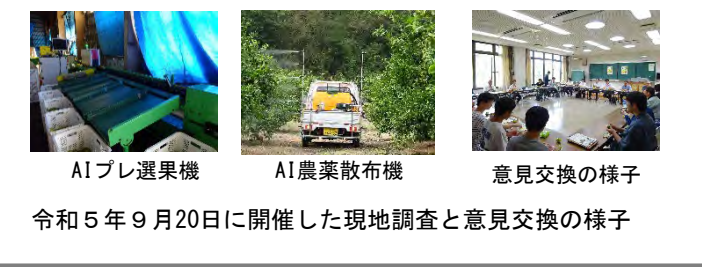 AIプレ選果機
AI農薬散布機
意見交換の様子
令和５年９月20日に開催した現地調査と意見交換の様子